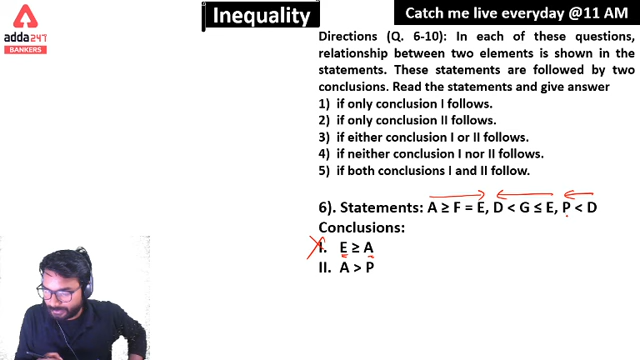 Inequality
Catch me live everyday @11 AM
adda247
BANKERS
Directions (Q. 6-10): In each of these questions,
relationship between two elements is shown in the
statements. These statements are followed by two
conclusions. Read the statements and give answer
1) if only conclusion I follows.
2) if only conclusion II follows.
3) if either conclusion I or II follows.
4) if neither conclusion I nor II follows.
5) if both conclusions I and II follow.
6). Statements: A ≥ F = E, D < G ≤ E, P < D
Conclusions:
I. E ≥ A
II. A > P